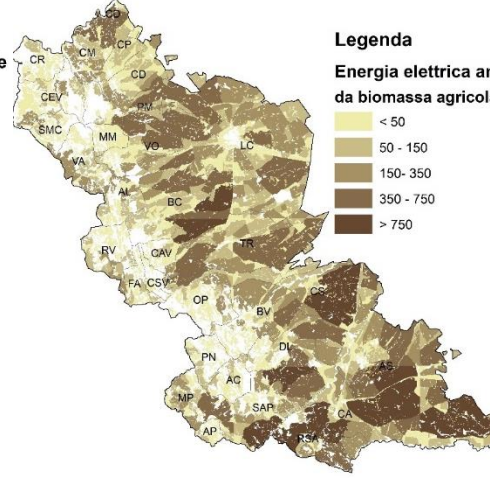 e
Legenda
Energia elettrica an
da biomassa agricola
< 50
50 - 150
150- 350
350 - 750
> 750
CO
CR
CM
CP
CEV
CD
RM
SMC
MM
VO
LC
VA
AL
BC
RV
CAV
TR
FA
CSV
OP
CS
BV
PN
DI
AC
AS
MP
SAP
CA
AP
RSA